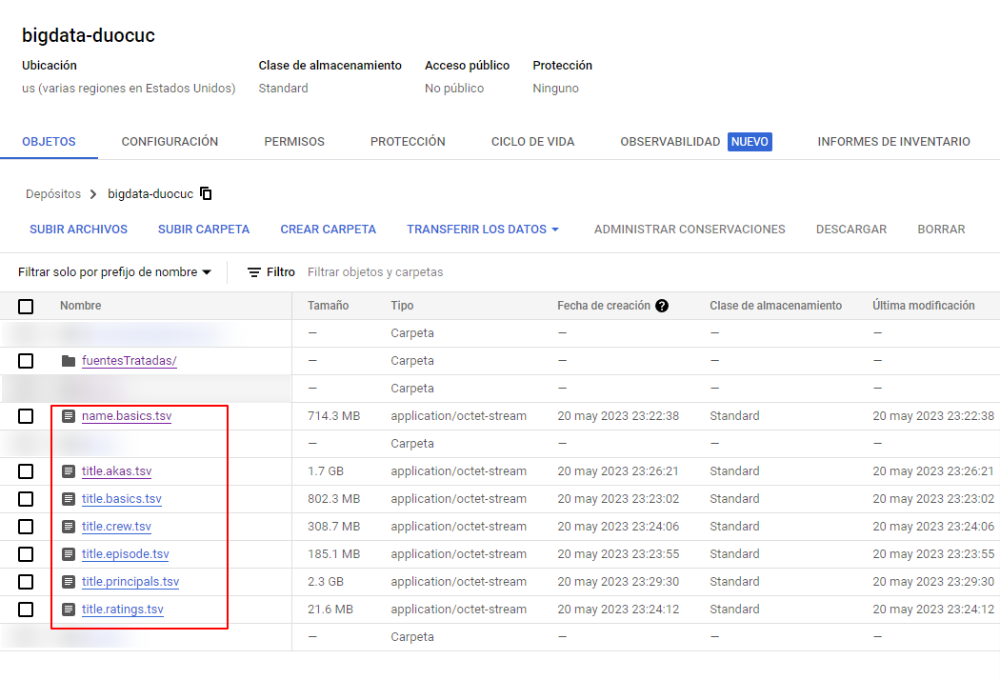 bigdata-duocuc
Ubicación Clase de almacenamiento Acceso público Protección
us (varias regiones en Estados Unidos) Standard No público Ninguno
OBJETOS CONFIGURACIÓN PERMISOS PROTECCIÓN CICLO DE VIDA OBSERVABILIDAD NUEVO INFORMES DE INVENTARIO
Depósitos bigdata-duocuc
SUBIR ARCHIVOS SUBIR CARPETA CREAR CARPETA TRANSFERIR LOS DATOS ADMINISTRAR CONSERVACIONES DESCARGAR BORRAR
Filtrar solo por prefijo de nombre Filtro Filtrar objetos y carpetas
Nombre Tamaño Tipo Fecha de creación ? Clase de almacenamiento Última modificación
— Carpeta — — —
fuentesTratadas/ — Carpeta — — —
— Carpeta — — —
name.basics.tsv 714.3 MB application/octet-stream 20 may 2023 23:22:38 Standard 20 may 2023 23:22:38
— Carpeta — — —
title.akas.tsv 1.7 GB application/octet-stream 20 may 2023 23:26:21 Standard 20 may 2023 23:26:21
title.basics.tsv 802.3 MB application/octet-stream 20 may 2023 23:23:02 Standard 20 may 2023 23:23:02
title.crew.tsv 308.7 MB application/octet-stream 20 may 2023 23:24:06 Standard 20 may 2023 23:24:06
title.episode.tsv 185.1 MB application/octet-stream 20 may 2023 23:23:55 Standard 20 may 2023 23:23:55
title.principals.tsv 2.3 GB application/octet-stream 20 may 2023 23:29:30 Standard 20 may 2023 23:29:30
title.ratings.tsv 21.6 MB application/octet-stream 20 may 2023 23:24:12 Standard 20 may 2023 23:24:12
— Carpeta — — —